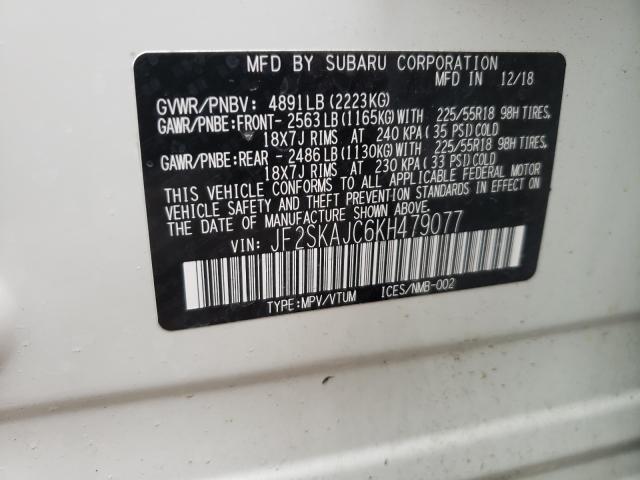 MFD BY SUBARU CORPORATION
MFD IN 12/18
GVWR/PNBV: 4891LB (2223KG)
GAWR/PNBE:FRONT- 2563LB (1165KG) WITH 225/55R18 98H TIRES,
18X7J RIMS AT 240 KPA (35 PSI) COLD
GAWR/PNBE:REAR - 2486LB (1130KG) WITH 225/55R18 98H TIRES,
18X7J RIMS AT 230 KPA (33 PSI) COLD
THIS VEHICLE CONFORMS TO ALL APPLICABLE FEDERAL MOTOR
VEHICLE SAFETY AND THEFT PREVENTION STANDARDS IN EFFECT ON
THE DATE OF MANUFACTURE SHOWN ABOVE.
VIN: JF2SKAJC6KH479077
TYPE:MPV/VTUM ICES/NMB-002